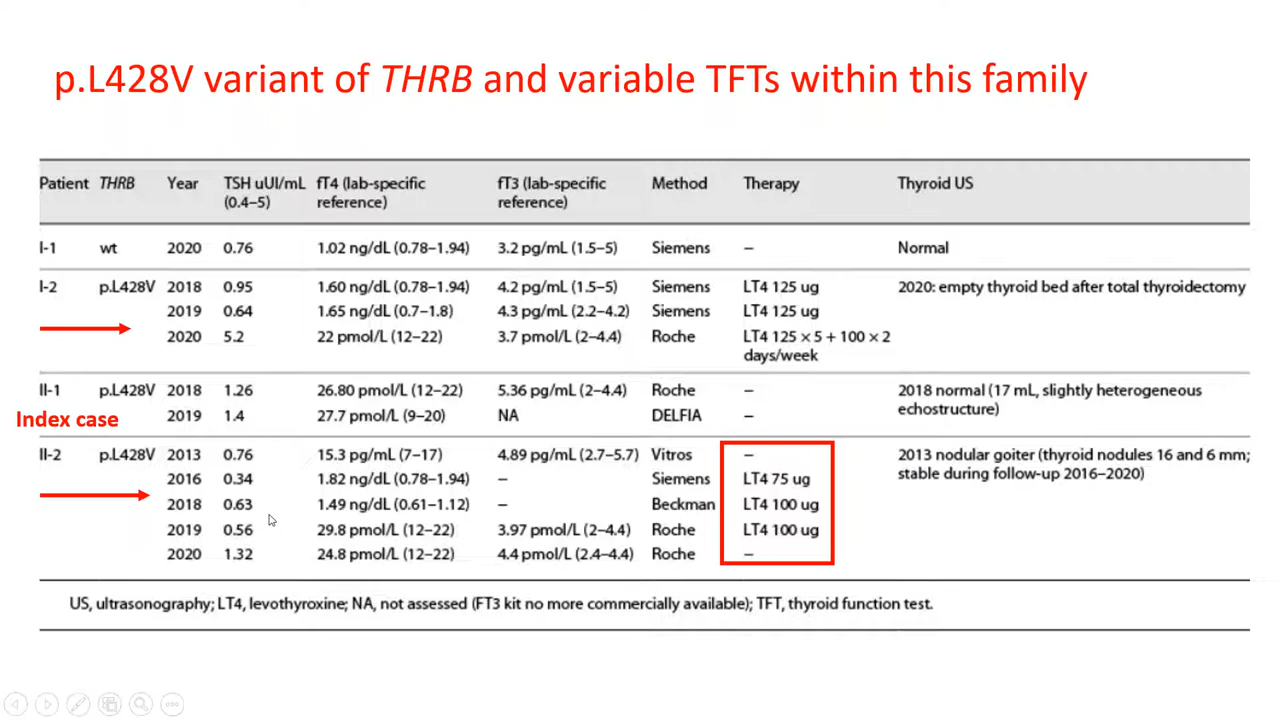 p.L428V variant of THRB and variable TFTs within this family
Patient THRB Year TSH uUI/mL fT4 (lab-specific fT3 (lab-specific Method Therapy Thyroid US
(0.4–5) reference) reference)
I-1 wt 2020 0.76 1.02 ng/dL (0.78–1.94) 3.2 pg/mL (1.5–5) Siemens – Normal
I-2 p.L428V 2018 0.95 1.60 ng/dL (0.78–1.94) 4.2 pg/mL (1.5–5) Siemens LT4 125 ug 2020: empty thyroid bed after total thyroidectomy
2019 0.64 1.65 ng/dL (0.7–1.8) 4.3 pg/mL (2.2–4.2) Siemens LT4 125 ug
2020 5.2 22 pmol/L (12–22) 3.7 pmol/L (2–4.4) Roche LT4 125 × 5 + 100 × 2
days/week
II-1 p.L428V 2018 1.26 26.80 pmol/L (12–22) 5.36 pg/mL (2–4.4) Roche – 2018 normal (17 mL, slightly heterogeneous
Index case 2019 1.4 27.7 pmol/L (9–20) NA DELFIA – echostructure)
II-2 p.L428V 2013 0.76 15.3 pg/mL (7–17) 4.89 pg/mL (2.7–5.7) Vitros – 2013 nodular goiter (thyroid nodules 16 and 6 mm;
2016 0.34 1.82 ng/dL (0.78–1.94) – Siemens LT4 75 ug stable during follow-up 2016–2020)
2018 0.63 1.49 ng/dL (0.61–1.12) – Beckman LT4 100 ug
2019 0.56 29.8 pmol/L (12–22) 3.97 pmol/L (2–4.4) Roche LT4 100 ug
2020 1.32 24.8 pmol/L (12–22) 4.4 pmol/L (2.4–4.4) Roche –
US, ultrasonography; LT4, levothyroxine; NA, not assessed (FT3 kit no more commercially available); TFT, thyroid function test.